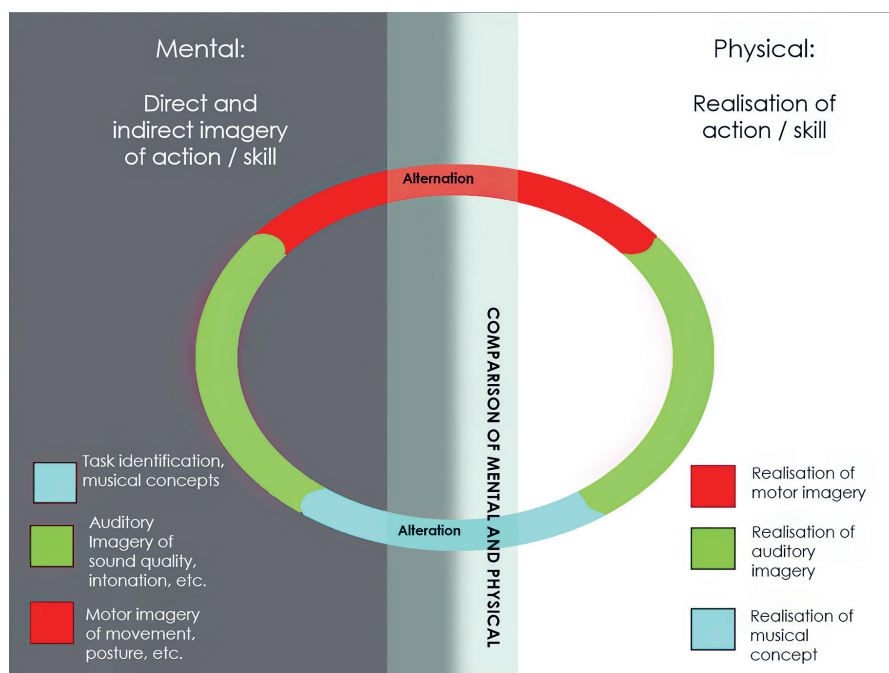 Mental:
Direct and
indirect imagery
of action / skill
Physical:
Realisation of
action / skill
Alternation
COMPARISON OF MENTAL AND PHYSICAL
Alteration
Task identification,
musical concepts
Auditory
Imagery of
sound quality,
intonation, etc.
Motor imagery
of movement,
posture, etc.
Realisation of
motor imagery
Realisation of
auditory
imagery
Realisation of
musical
concept